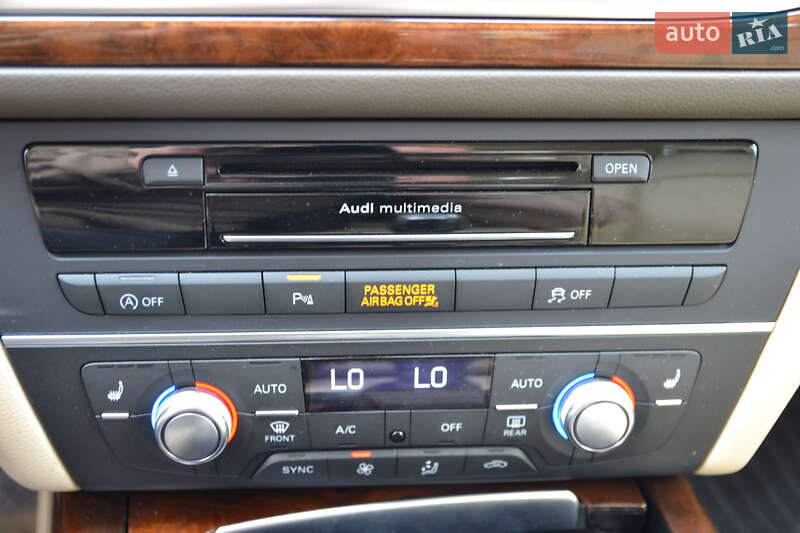 auto RIA .com
OPEN
Audi multimedia
A OFF
P
PASSENGER
AIRBAG OFF
OFF
AUTO LO LO AUTO
FRONT A/C OFF REAR
SYNC